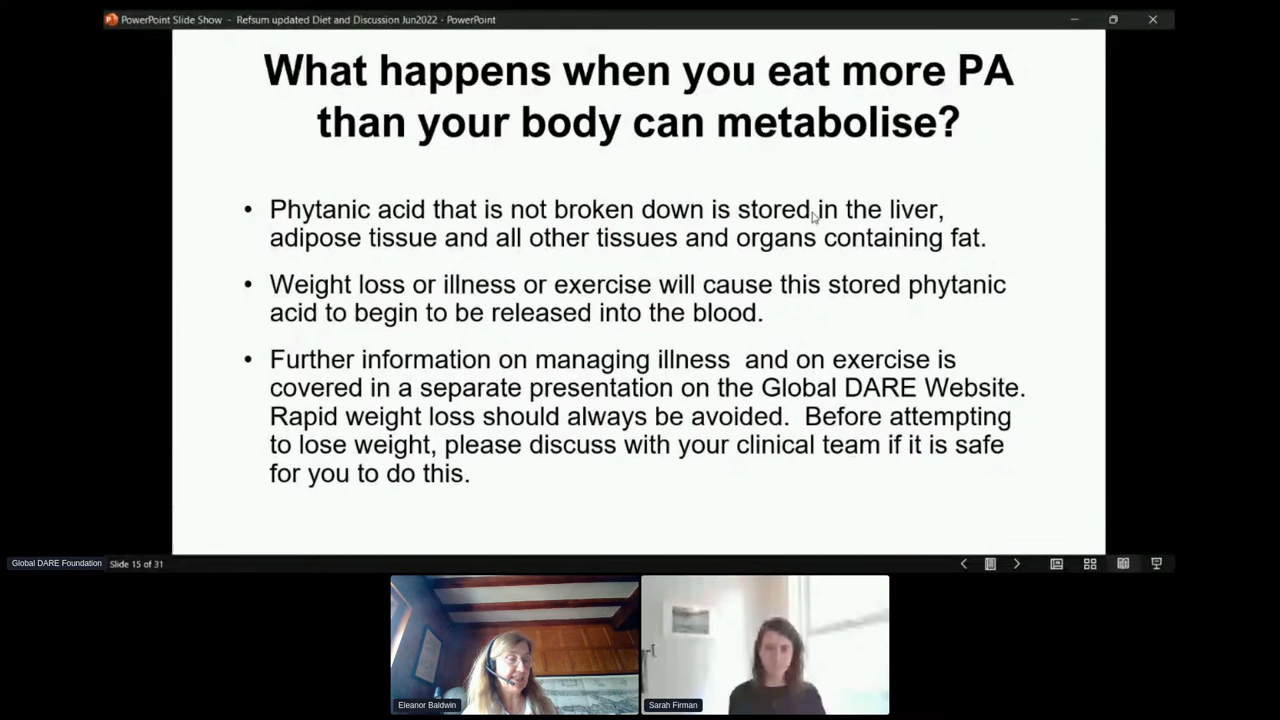 PowerPoint Slide Show - Refsum updated Diet and Discussion Jun2022 - PowerPoint
What happens when you eat more PA
than your body can metabolise?
• Phytanic acid that is not broken down is stored in the liver,
adipose tissue and all other tissues and organs containing fat.
• Weight loss or illness or exercise will cause this stored phytanic
acid to begin to be released into the blood.
• Further information on managing illness  and on exercise is
covered in a separate presentation on the Global DARE Website.
Rapid weight loss should always be avoided.  Before attempting
to lose weight, please discuss with your clinical team if it is safe
for you to do this.
Global DARE Foundation
Slide 15 of 31
Eleanor Baldwin
Sarah Firman